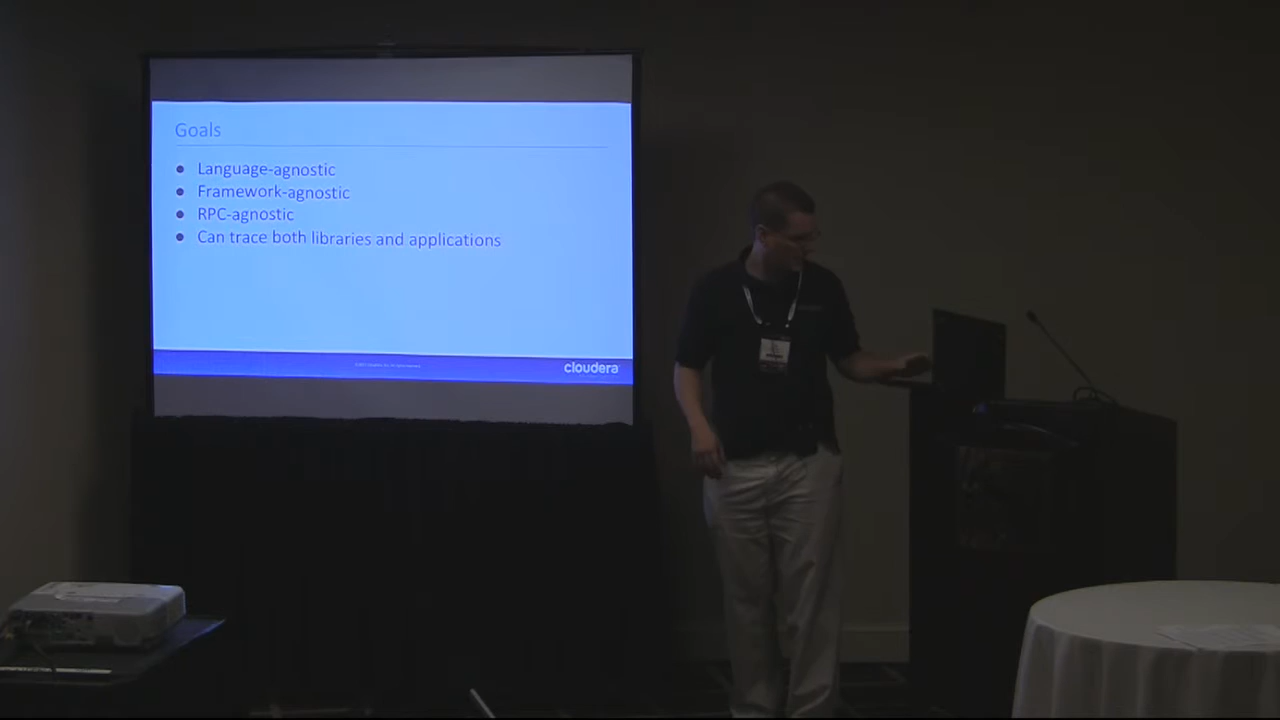 Goals
● Language-agnostic
● Framework-agnostic
● RPC-agnostic
● Can trace both libraries and applications
cloudera